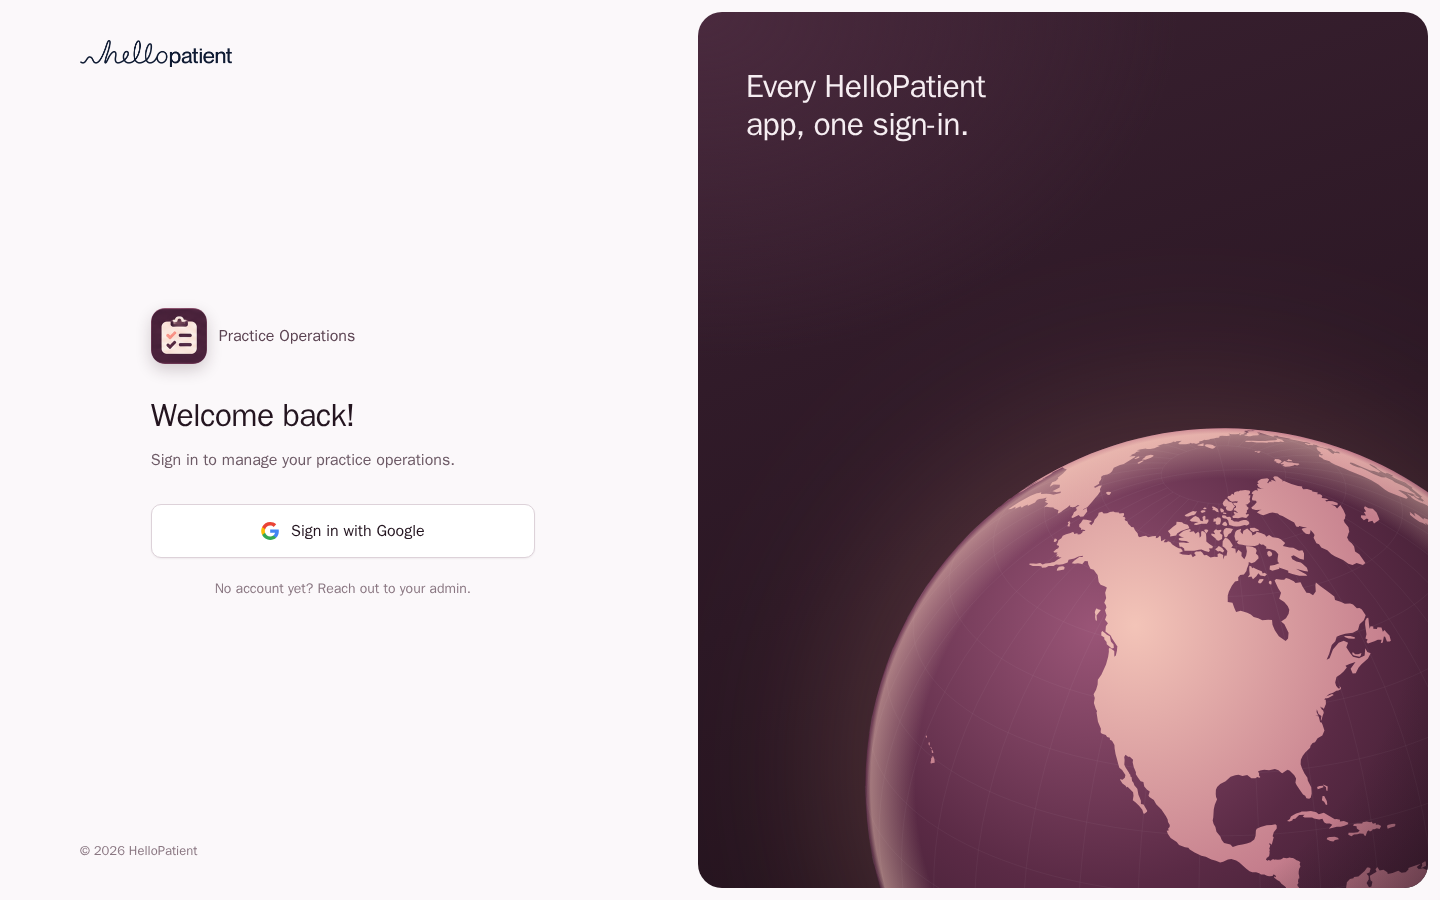 hellopatient
Every HelloPatient
app, one sign-in.
Practice Operations
Welcome back!
Sign in to manage your practice operations.
Sign in with Google
No account yet? Reach out to your admin.
© 2026 HelloPatient